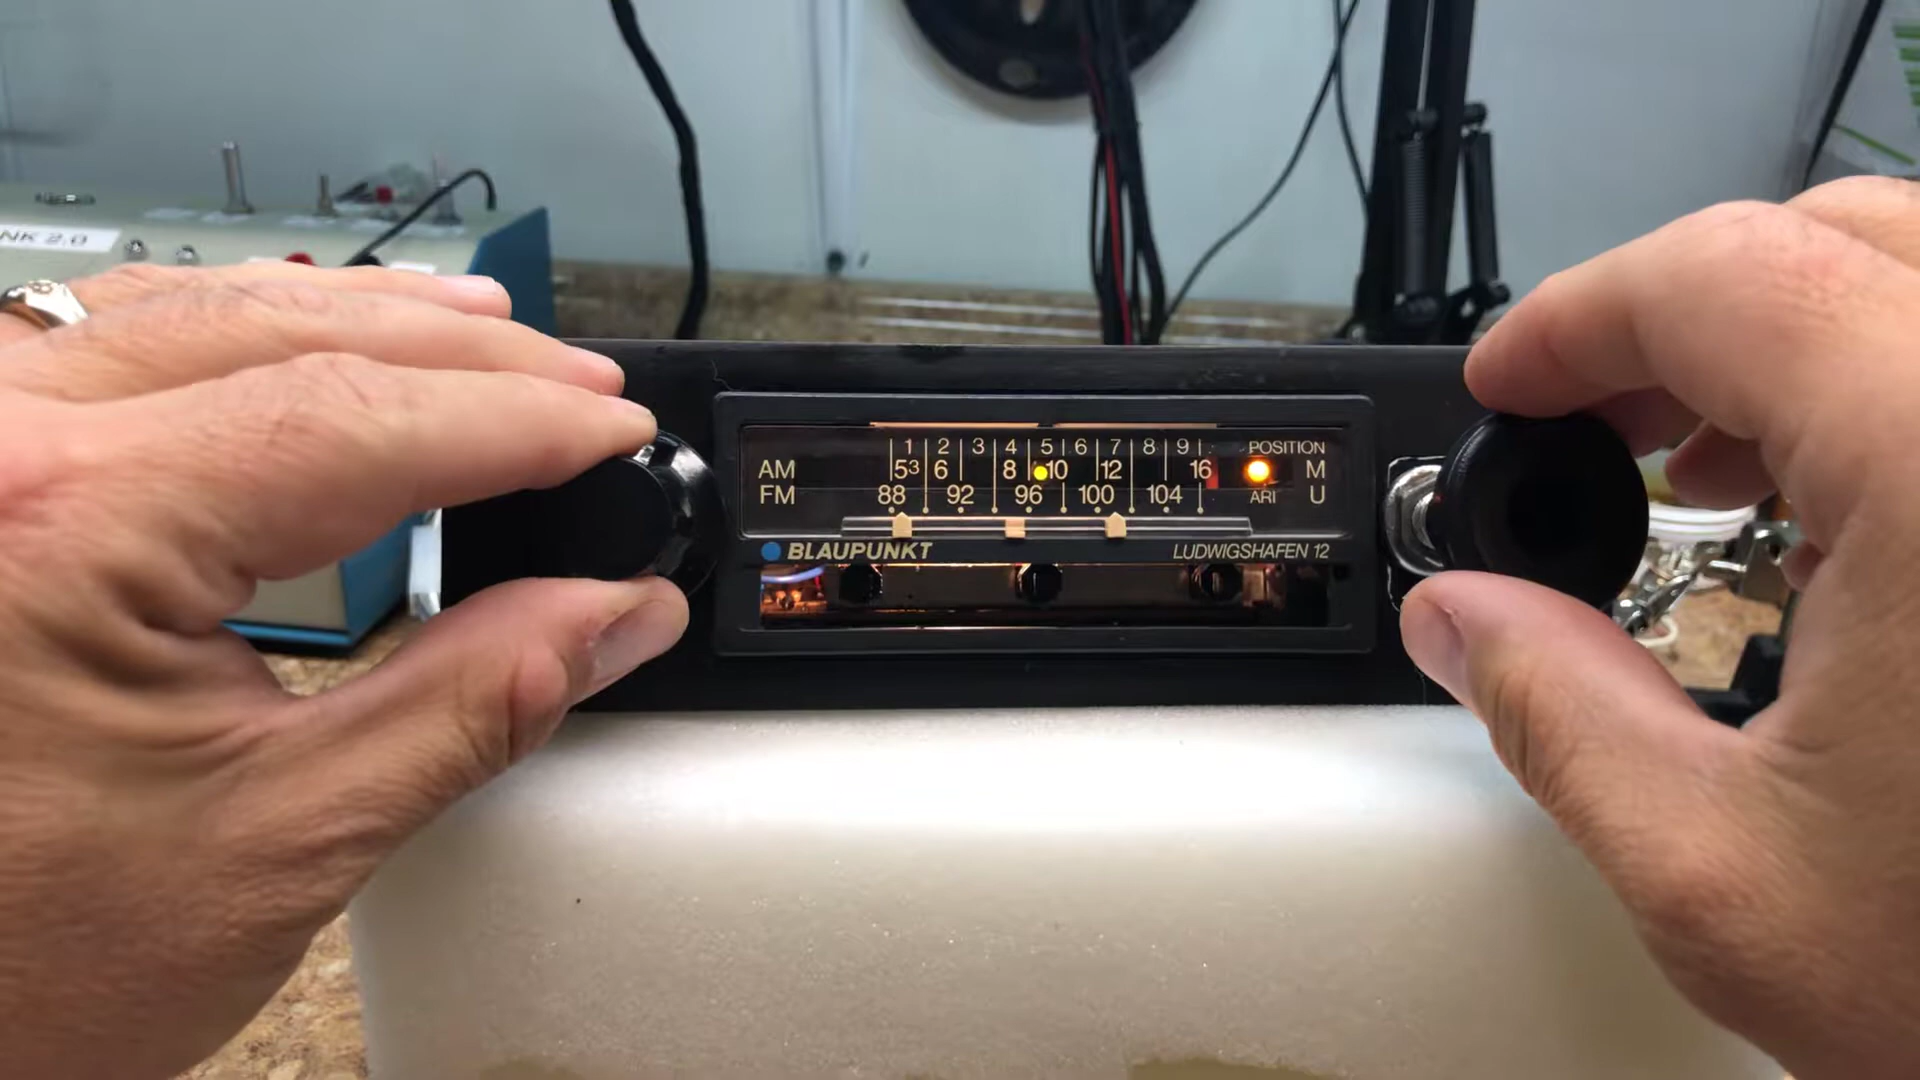 NK 2.0
1 2 3 4 5 6 7 8 9 POSITION
AM 53 6 8 10 12 16 M
FM 88 92 96 100 104 ARI U
BLAUPUNKT LUDWIGSHAFEN 12